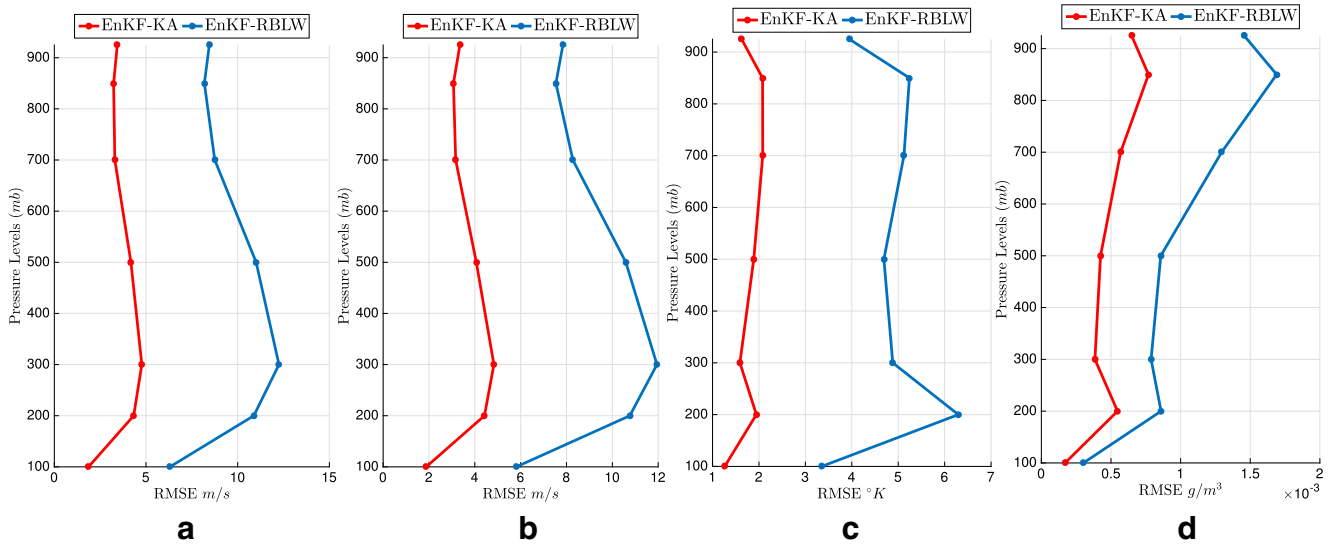 EnKF-KA EnKF-RBLW
900
800
700
600
500
400
300
200
100
0 5 10 15
Pressure Levels (mb)
RMSE m/s
a
EnKF-KA EnKF-RBLW
900
800
700
600
500
400
300
200
100
0 2 4 6 8 10 12
Pressure Levels (mb)
RMSE m/s
b
EnKF-KA EnKF-RBLW
900
800
700
600
500
400
300
200
100
1 2 3 4 5 6 7
Pressure Levels (mb)
RMSE °K
c
EnKF-KA EnKF-RBLW
900
800
700
600
500
400
300
200
100
0 0.5 1 1.5 2
Pressure Levels (mb)
RMSE g/m³
×10⁻³
d